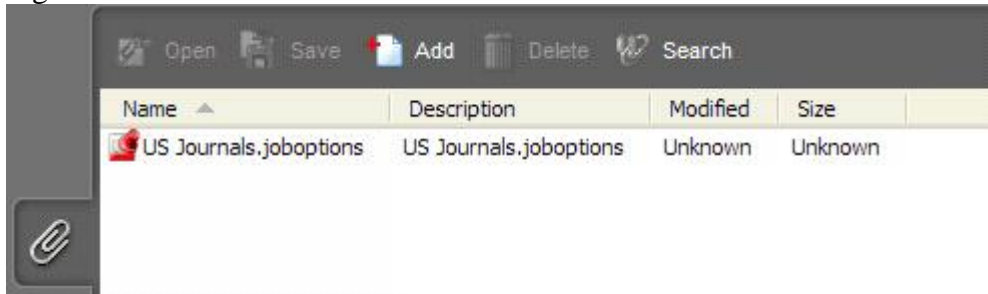 Open Save Add Delete Search
Name Description Modified Size
US Journals.joboptions US Journals.joboptions Unknown Unknown